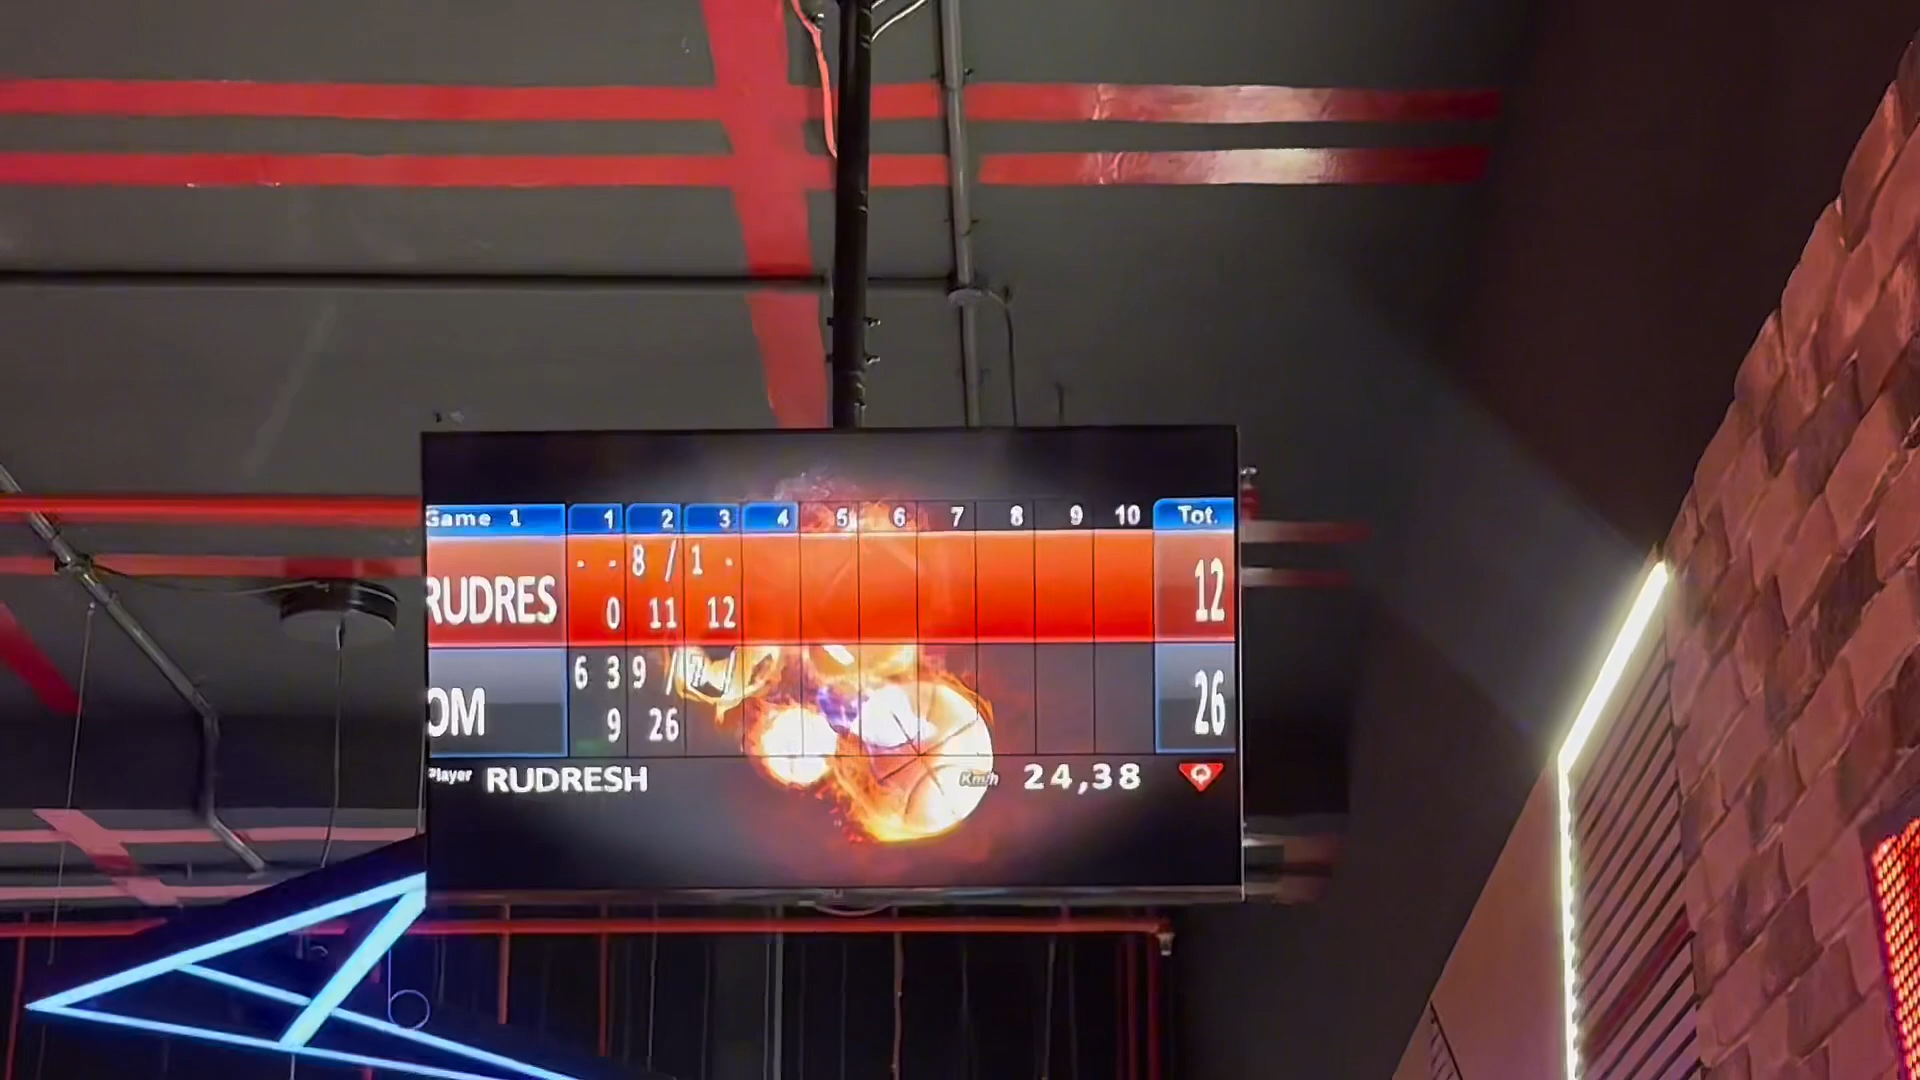 Game 1 1 2 3 4 5 6 7 8 9 10 Tot.
- - 8 / 1 -
RUDRES 0 11 12 12
6 3 9 / 7 /
OM 9 26 26
Player RUDRESH Km/h 24,38